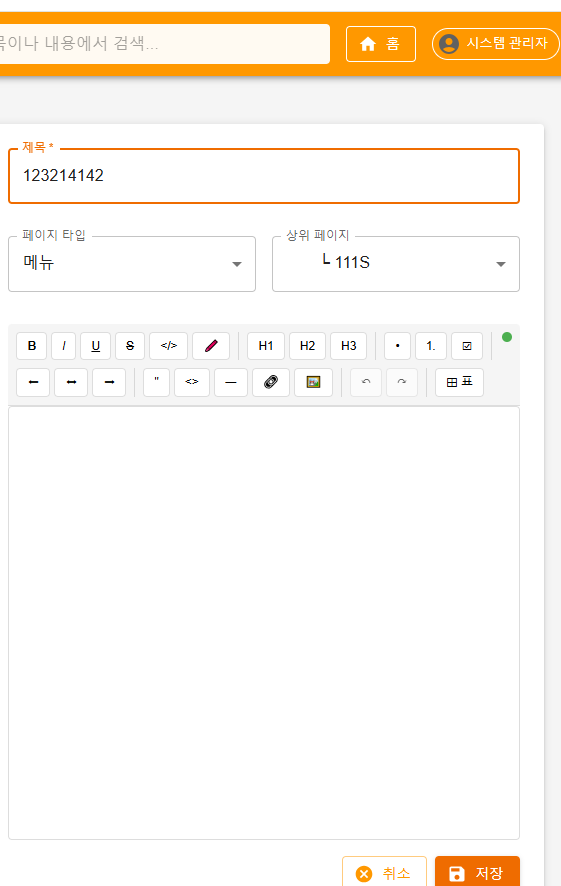 목이나 내용에서 검색...
홈
시스템 관리자
제목 *
123214142
페이지 타입
메뉴
상위 페이지
└ 111S
B I U S </> H1 H2 H3 • 1. ☑
← ↔ → " <> — ↶ ↷ 田 표
취소
저장